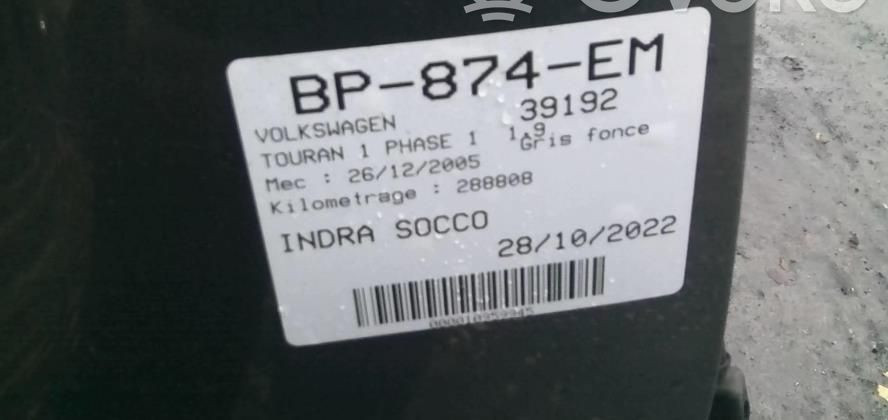 BP-874-EM
39192
VOLKSWAGEN
TOURAN 1 PHASE 1 1.9
Gris fonce
Mec : 26/12/2005
Kilometrage : 288808
INDRA SOCCO
28/10/2022
000010959945